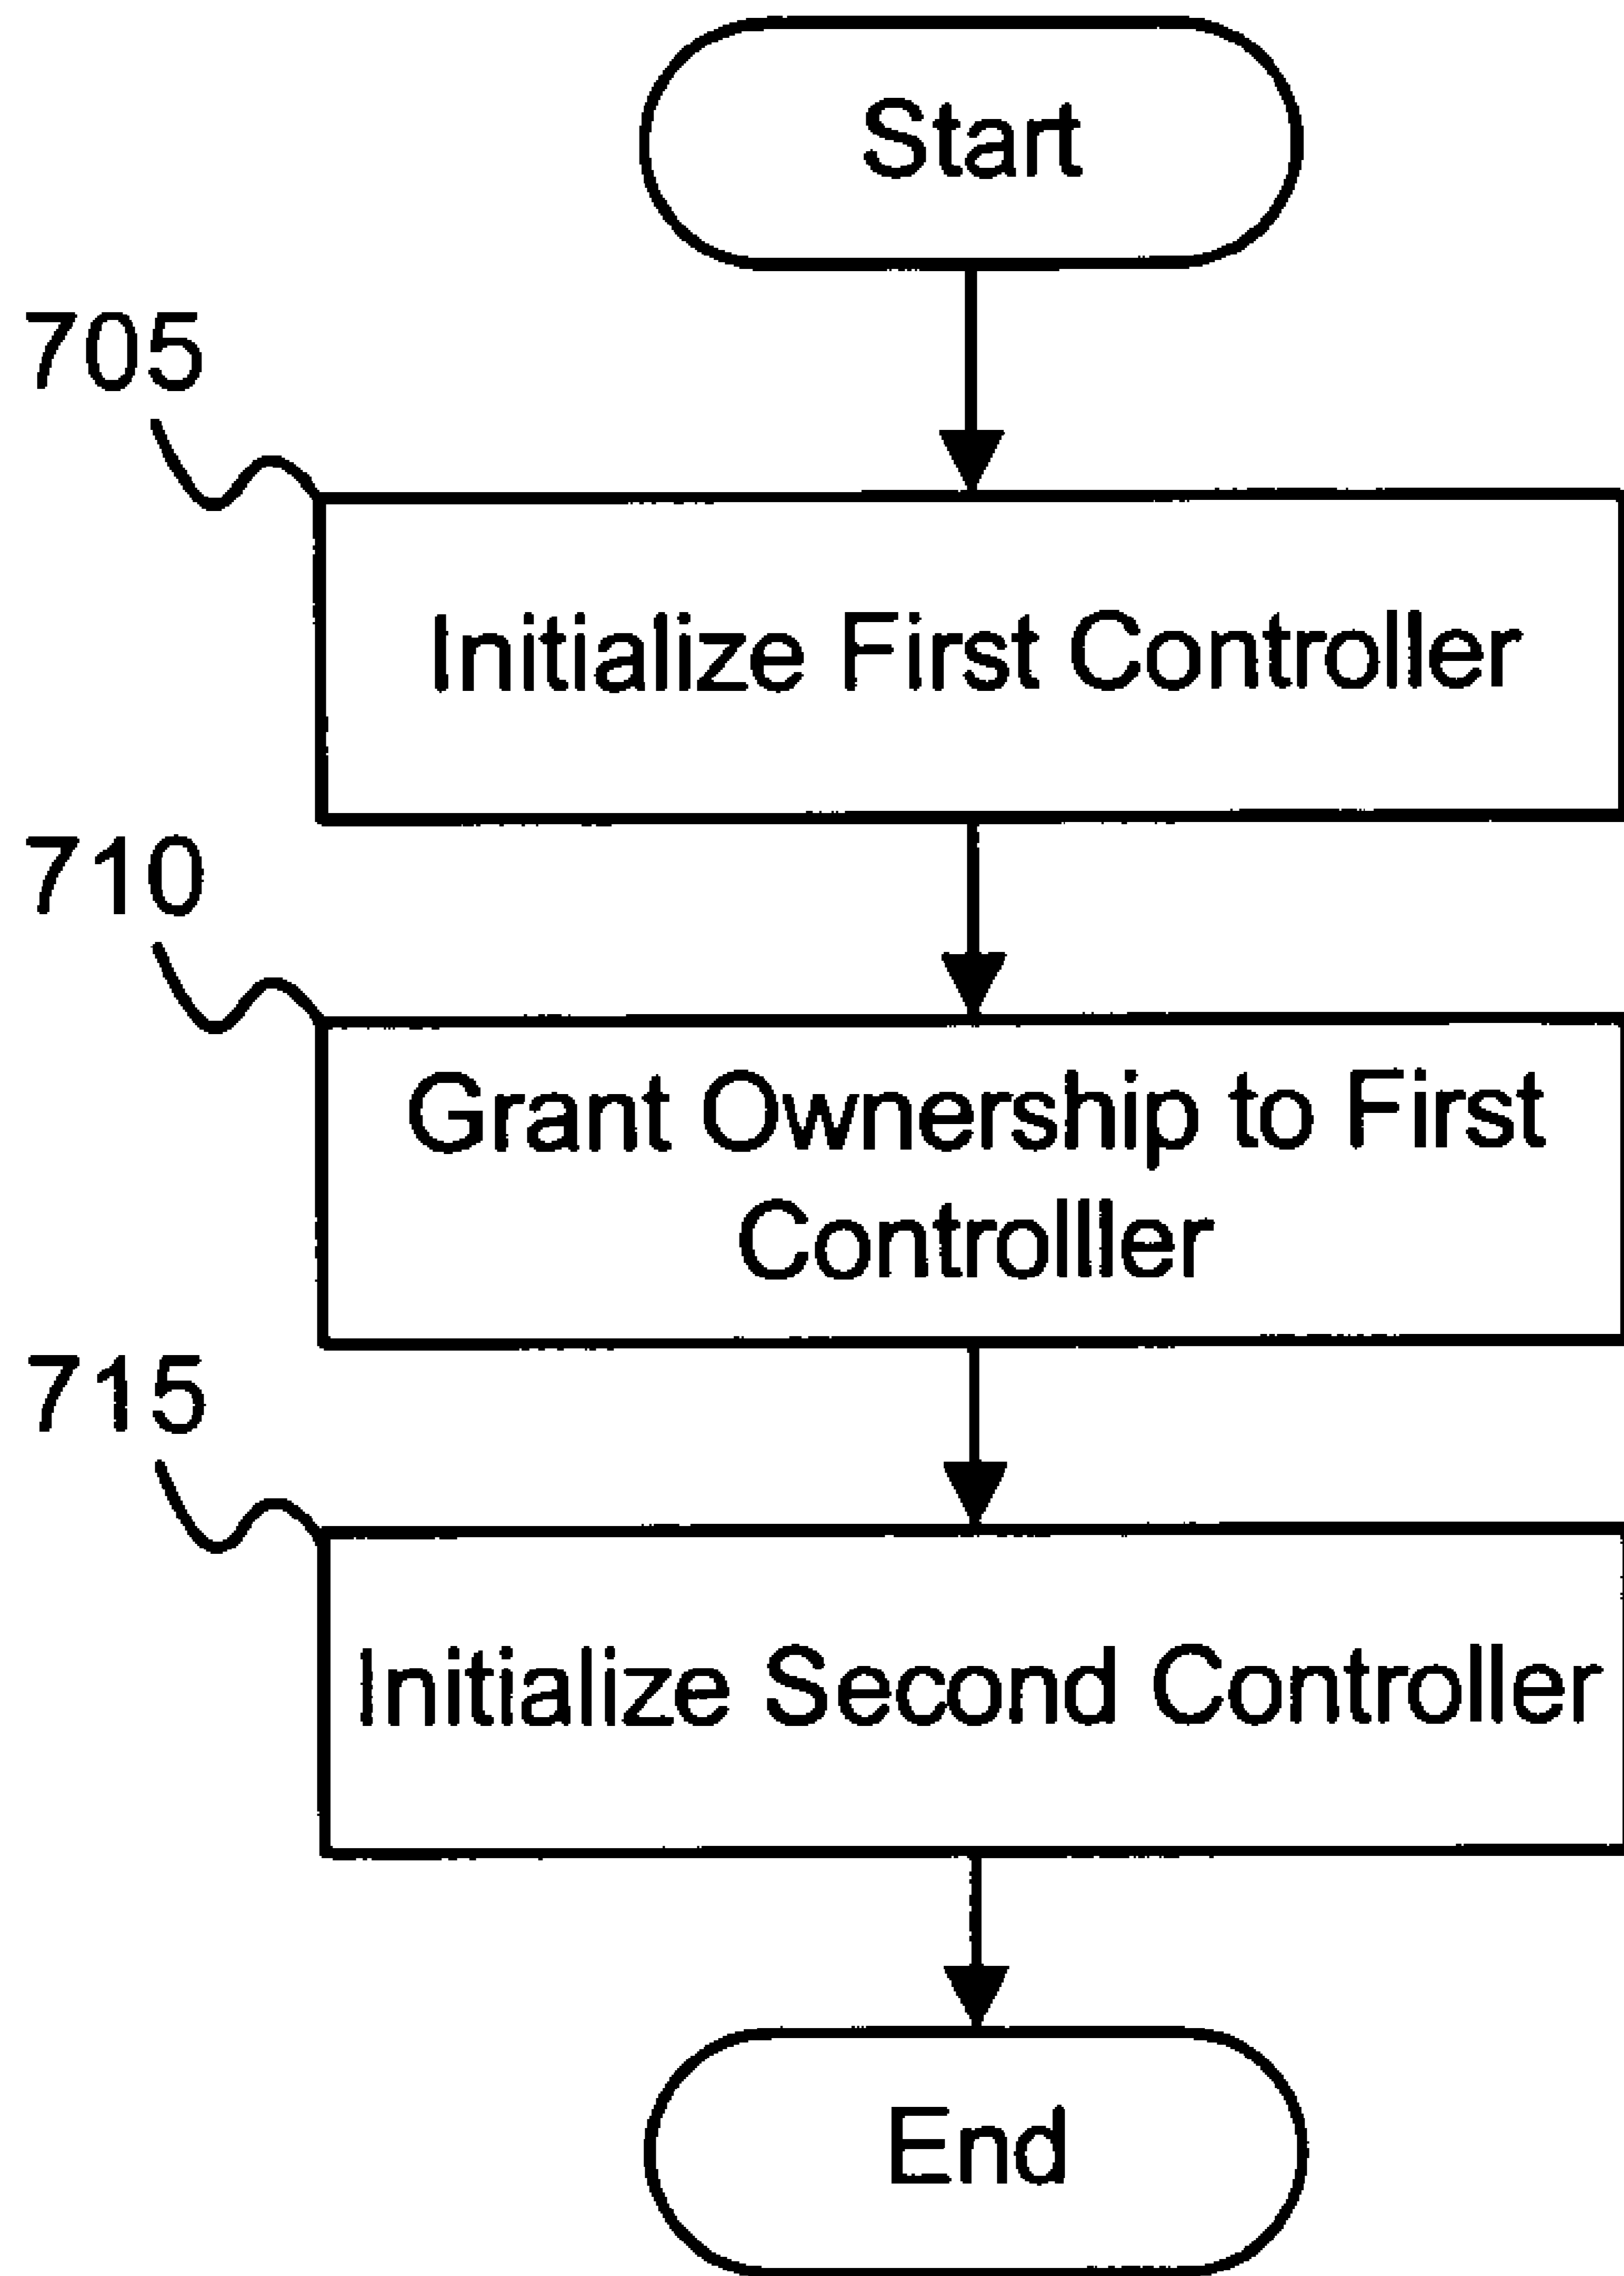 Start
705
Initialize First Controller
710
Grant Ownership to First
Controlller
715
Initialize Second Controller
End